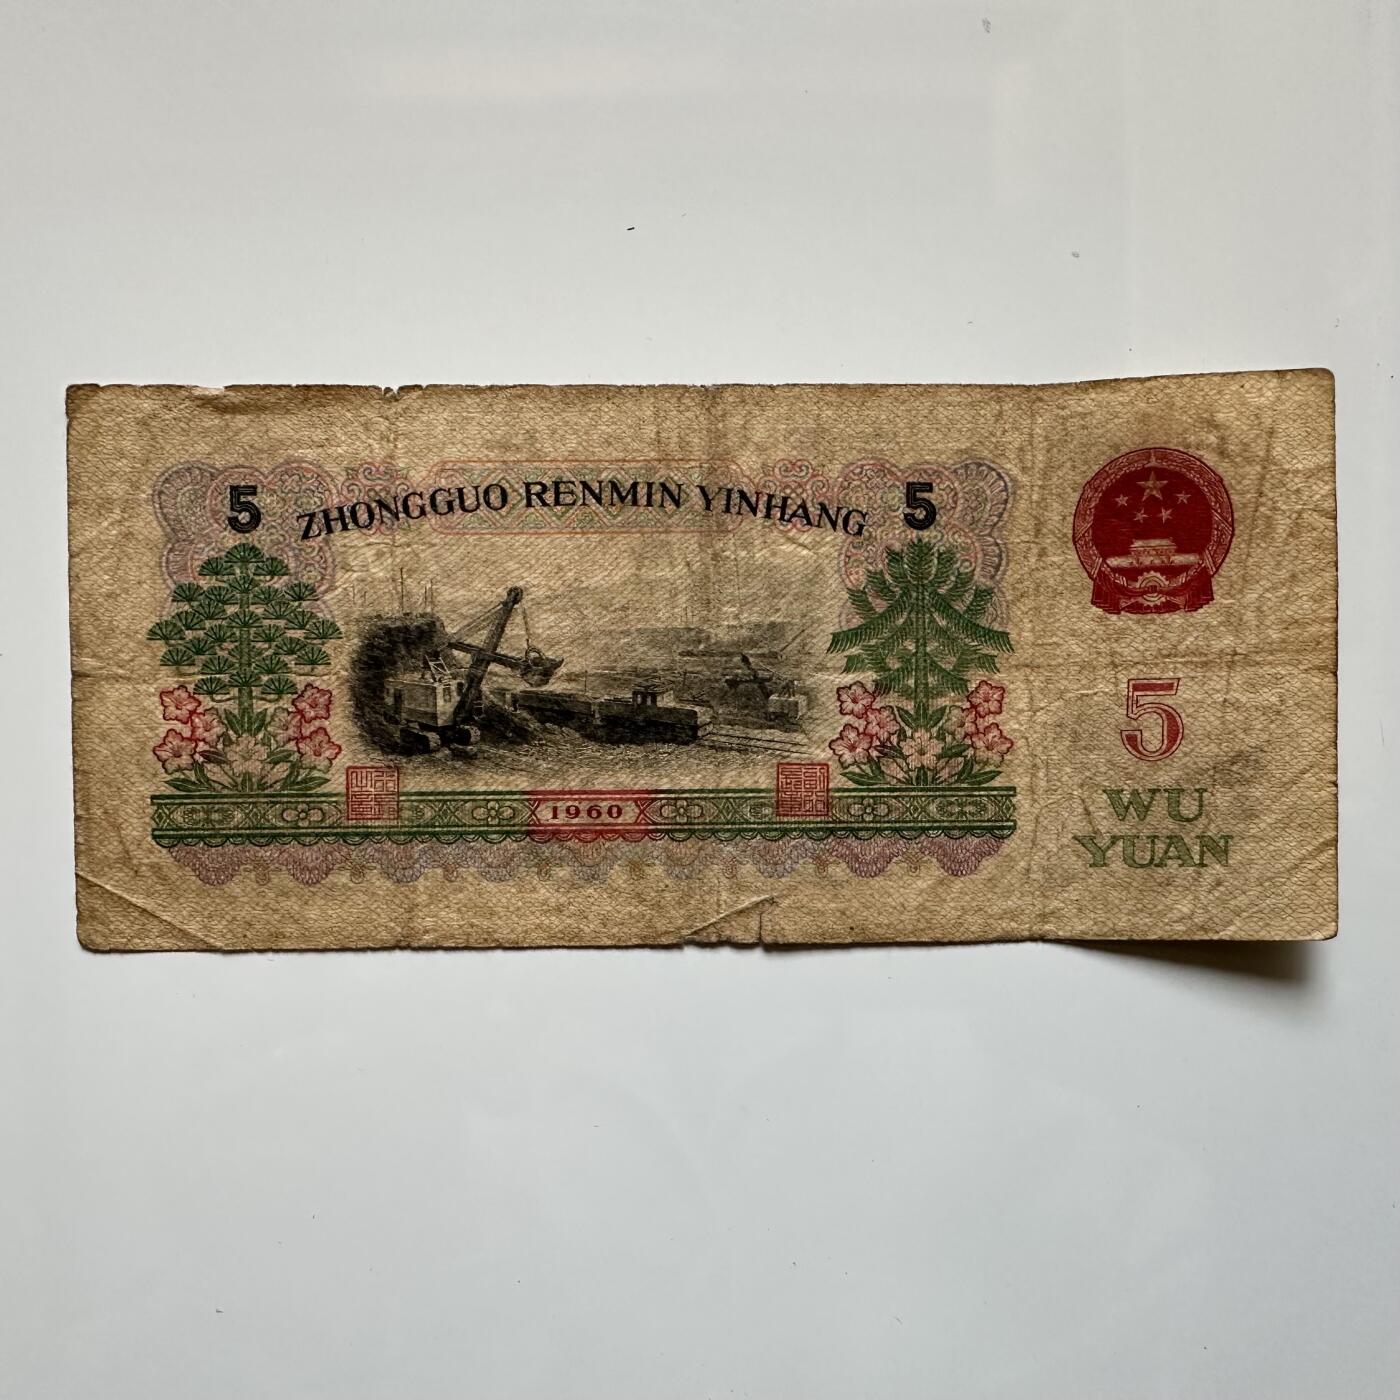 5 ZHONGGUO RENMIN YINHANG 5
1960
5
WU
YUAN